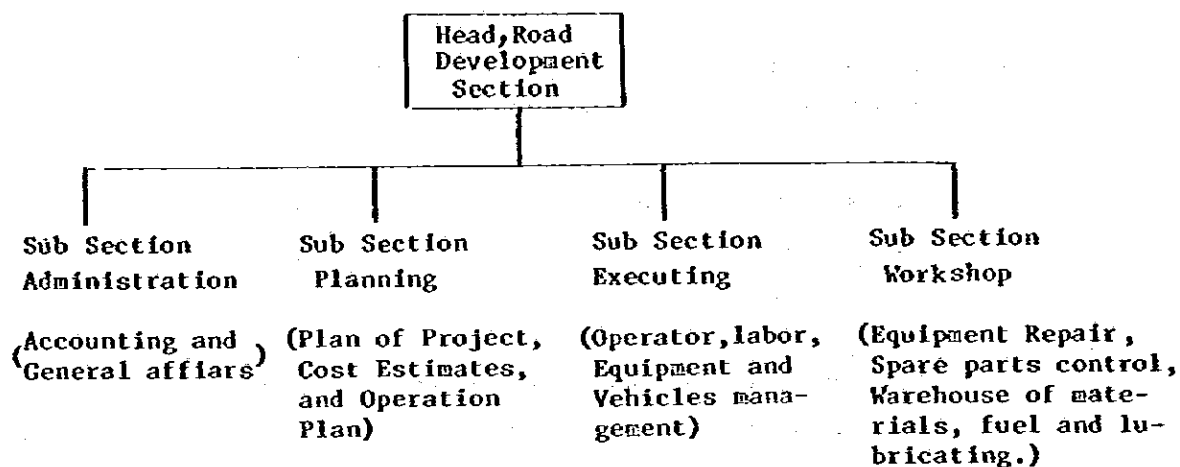 Head,Road
Development
Section
Sub Section
Administration
(Accounting and
General affiars)
Sub Section
Planning
(Plan of Project,
Cost Estimates,
and Operation
Plan)
Sub Section
Executing
(Operator,labor,
Equipment and
Vehicles mana-
gement)
Sub Section
Workshop
(Equipment Repair,
Spare parts control,
Warehouse of mate-
rials, fuel and lu-
bricating.)